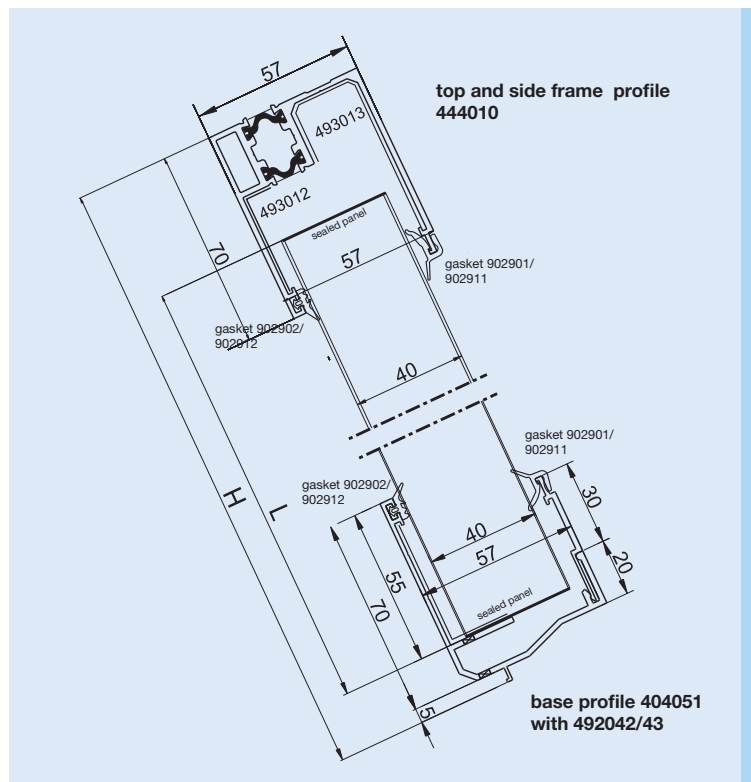 57
top and side frame profile
444010
493013
493012
sealed panel
70
57
gasket 902901/
902911
gasket 902902/
902912
40
gasket 902901/
902911
gasket 902902/
902912
H
L
30
40
57
20
55
70
sealed panel
base profile 404051
with 492042/43
5